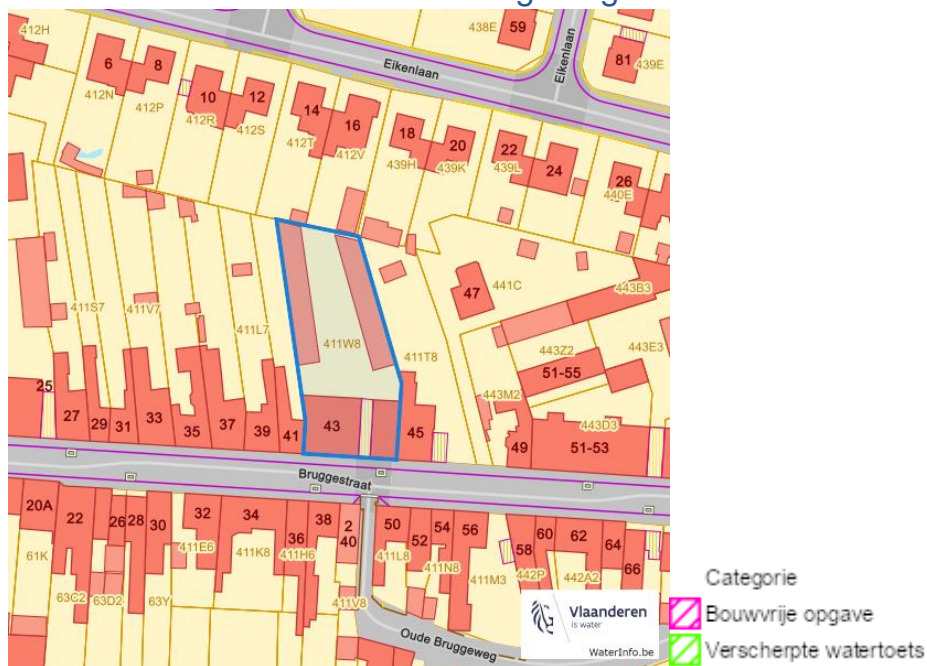 412H
438E
59
81
439E
Eikenlaan
Eikenlaan
6
8
412N
412P
10
12
412R
412S
14
16
412T
412V
18
20
439H
439K
22
24
439L
26
440E
47
441C
443B3
411S7
411V7
411L7
411W8
411T8
443Z2
443E3
51-55
443M2
25
27
29
31
33
35
37
39
41
43
45
49
443D3
51-53
Bruggestraat
20A
22
26
28
30
32
34
36
38
2
40
50
52
54
56
58
60
62
64
66
61K
63C2
63D2
63Y
411E6
411K8
411H6
411V8
411L8
411N8
411M3
442P
442A2
Oude Bruggeweg
Vlaanderen
is water
WaterInfo.be
Categorie
Bouwvrije opgave
Verscherpte watertoets